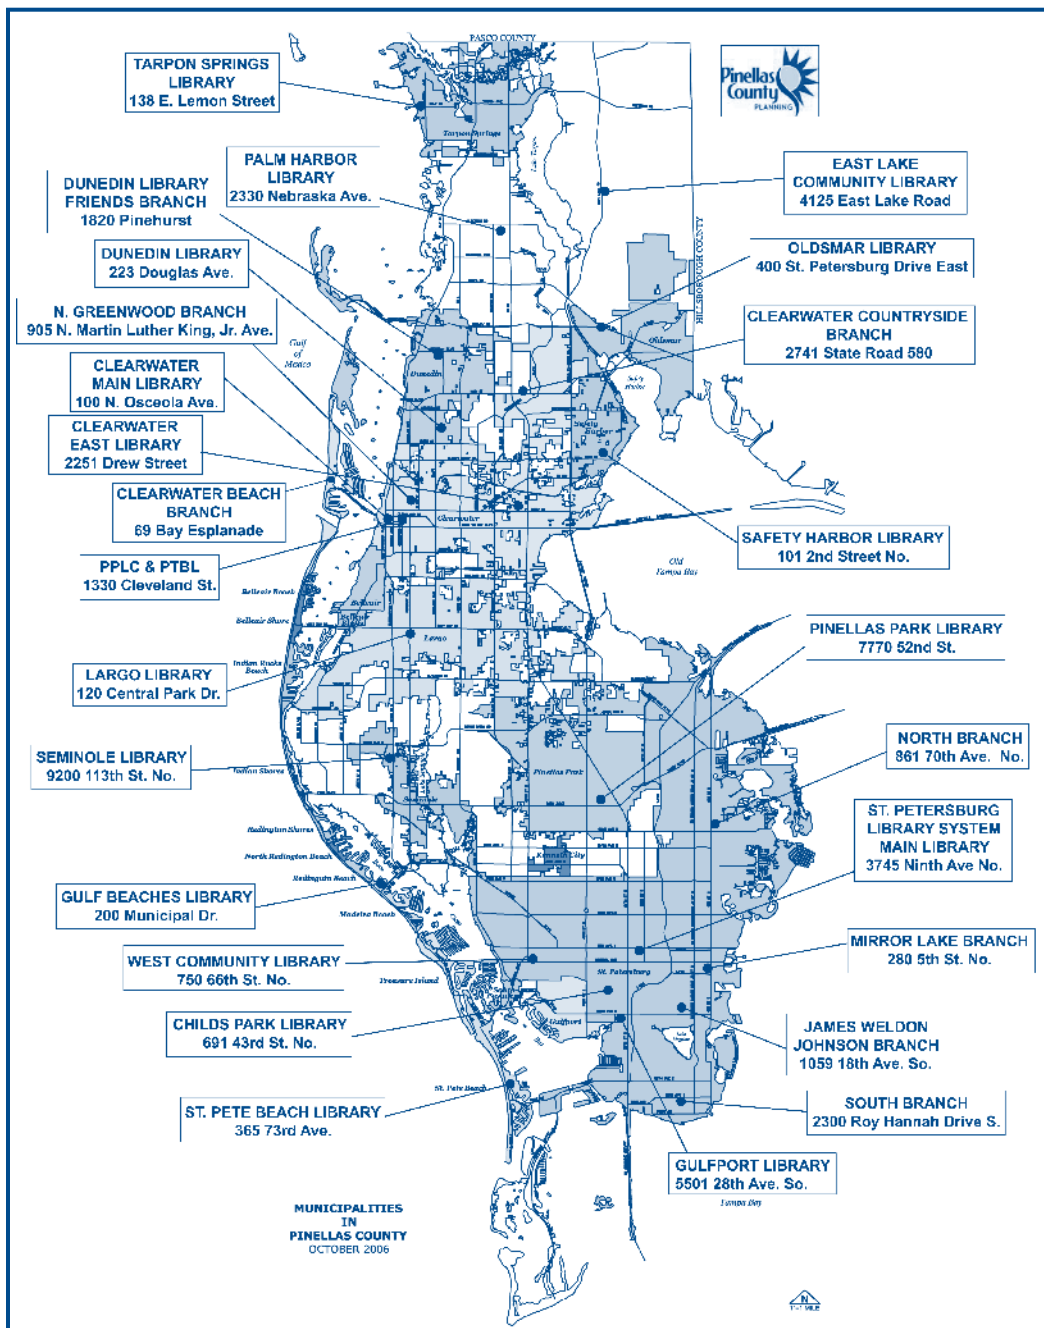 PASCO COUNTY
TARPON SPRINGS
LIBRARY
138 E. Lemon Street
Pinellas
County
PLANNING
Tarpon Springs
PALM HARBOR
LIBRARY
2330 Nebraska Ave.
EAST LAKE
COMMUNITY LIBRARY
4125 East Lake Road
DUNEDIN LIBRARY
FRIENDS BRANCH
1820 Pinehurst
DUNEDIN LIBRARY
223 Douglas Ave.
OLDSMAR LIBRARY
400 St. Petersburg Drive East
HILLSBOROUGH COUNTY
N. GREENWOOD BRANCH
905 N. Martin Luther King, Jr. Ave.
CLEARWATER COUNTRYSIDE
BRANCH
2741 State Road 580
Gulf
of
Mexico
Oldsmar
Dunedin
CLEARWATER
MAIN LIBRARY
100 N. Osceola Ave.
Safety
Harbor
CLEARWATER
EAST LIBRARY
2251 Drew Street
CLEARWATER BEACH
BRANCH
69 Bay Esplanade
Clearwater
SAFETY HARBOR LIBRARY
101 2nd Street No.
Old
Tampa Bay
PPLC & PTBL
1330 Cleveland St.
Belleair Beach
Belleair
Belleair Shore
Largo
PINELLAS PARK LIBRARY
7770 52nd St.
Indian Rocks
Beach
LARGO LIBRARY
120 Central Park Dr.
NORTH BRANCH
861 70th Ave. No.
SEMINOLE LIBRARY
9200 113th St. No.
Indian Shores
Pinellas Park
Seminole
ST. PETERSBURG
LIBRARY SYSTEM
MAIN LIBRARY
3745 Ninth Ave No.
Redington Shores
North Redington Beach
Kenneth City
Redington Beach
GULF BEACHES LIBRARY
200 Municipal Dr.
Madeira Beach
MIRROR LAKE BRANCH
280 5th St. No.
WEST COMMUNITY LIBRARY
750 66th St. No.
St. Petersburg
Treasure Island
CHILDS PARK LIBRARY
691 43rd St. No.
Gulfport
JAMES WELDON
JOHNSON BRANCH
1059 18th Ave. So.
St. Pete Beach
ST. PETE BEACH LIBRARY
365 73rd Ave.
SOUTH BRANCH
2300 Roy Hannah Drive S.
GULFPORT LIBRARY
5501 28th Ave. So.
Tampa Bay
MUNICIPALITIES
IN
PINELLAS COUNTY
OCTOBER 2006
N
1"=1 MILE